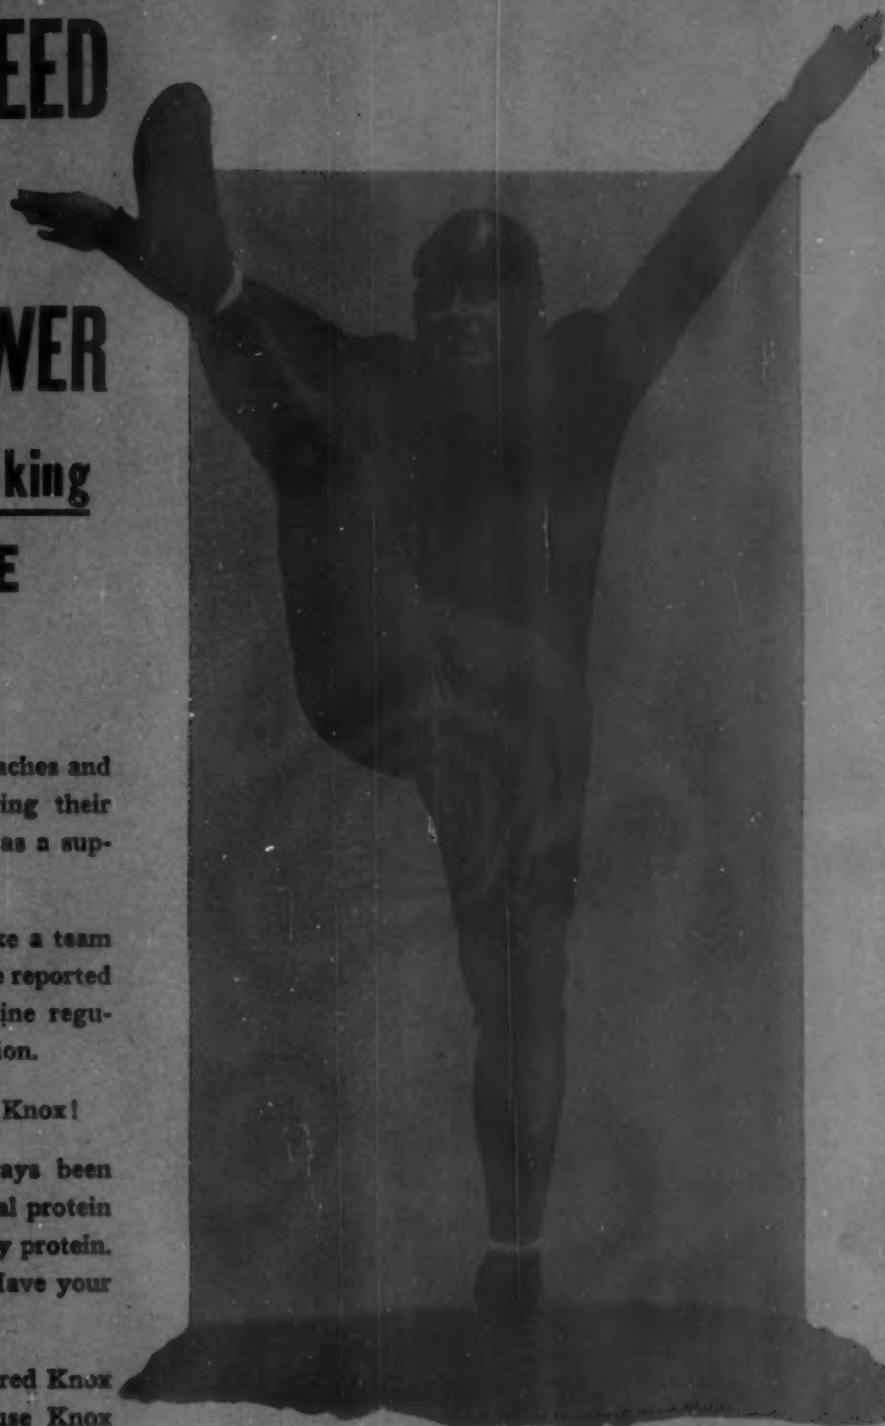 EED
WER
king
E
aches and
ing their
as a sup-
ke a team
e reported
ine regu-
ion.
Knox!
ays been
al protein
y protein.
Have your
red Knox
use Knox